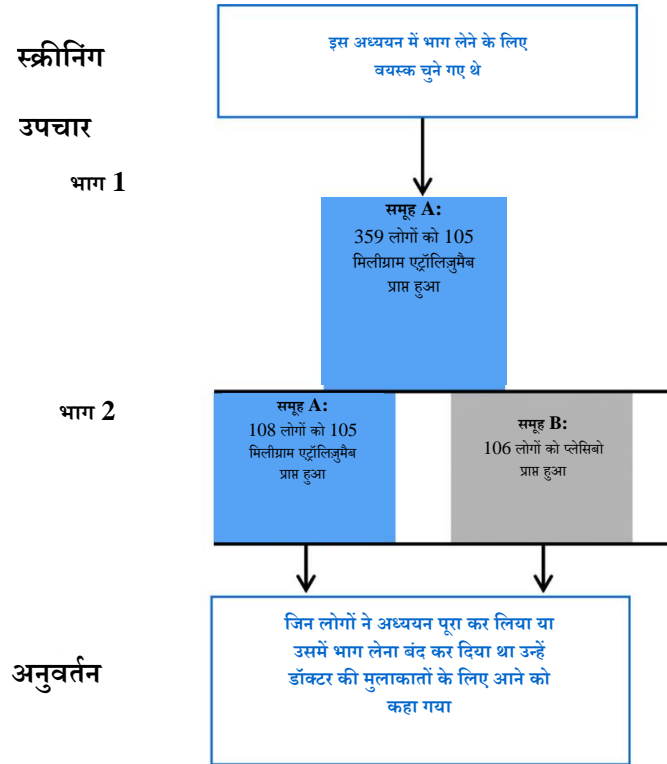 स्क्रीनिंग
इस अध्ययन में भाग लेने के लिए
वयस्क चुने गए थे
उपचार
भाग 1
समूह A:
359 लोगों को 105
मिलीग्राम एट्रॉलिज़ुमैब
प्राप्त हुआ
भाग 2
समूह A:
108 लोगों को 105
मिलीग्राम एट्रॉलिज़ुमैब
प्राप्त हुआ
समूह B:
106 लोगों को प्लेसिबो
प्राप्त हुआ
अनुवर्तन
जिन लोगों ने अध्ययन पूरा कर लिया या
उसमें भाग लेना बंद कर दिया था उन्हें
डॉक्टर की मुलाकातों के लिए आने को
कहा गया